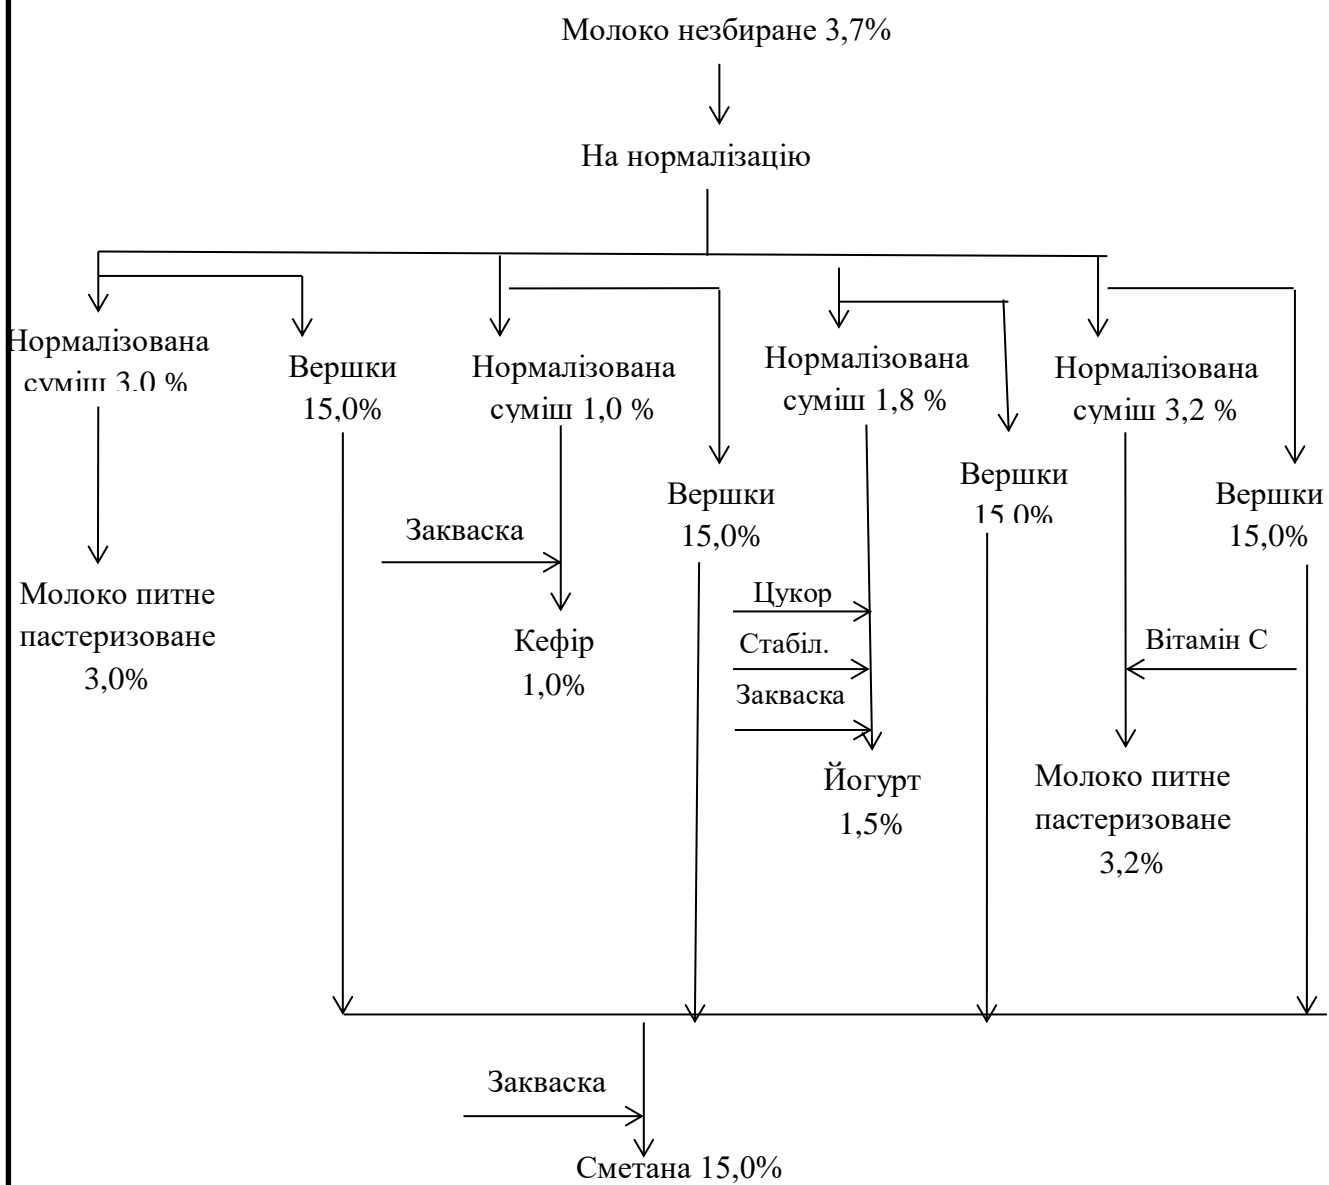 Молоко незбиране 3,7%
На нормалізацію
Нормалізована
суміш 3,0 %
Вершки
15,0%
Нормалізована
суміш 1,0 %
Нормалізована
суміш 1,8 %
Нормалізована
суміш 3,2 %
Вершки
15,0%
Вершки
15,0%
Вершки
15,0%
Закваска
Молоко питне
пастеризоване
3,0%
Кефір
1,0%
Цукор
Стабіл.
Закваска
Вітамін С
Йогурт
1,5%
Молоко питне
пастеризоване
3,2%
Закваска
Сметана 15,0%